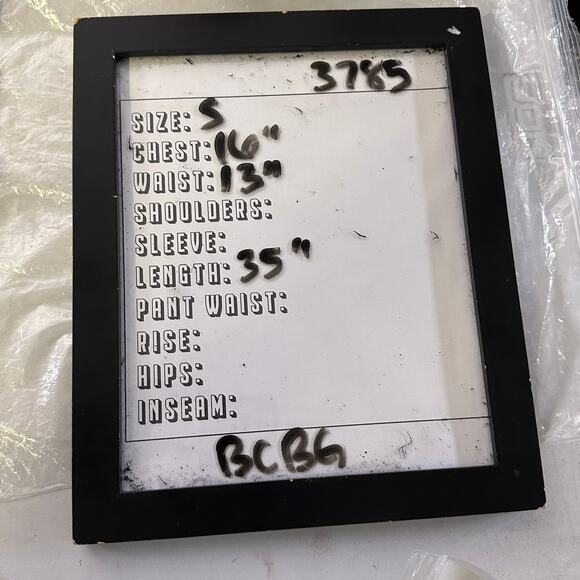 3785
SIZE: S
CHEST: 16"
WAIST: 13"
SHOULDERS:
SLEEVE:
LENGTH: 35"
PANT WAIST:
RISE:
HIPS:
INSEAM:
BCBG